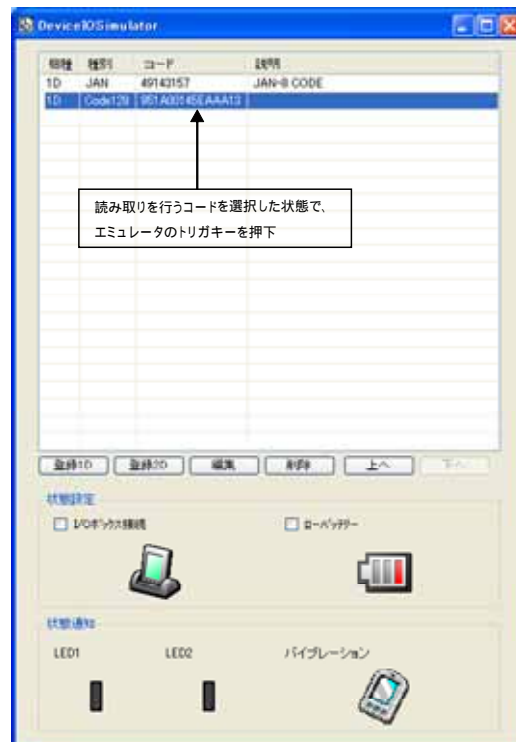 DeviceIOSimulator
種別 コード 説明
1D JAN 49143157 JAN-8 CODE
1D Code128
読み取りを行うコードを選択した状態で、
エミュレータのトリガキーを押下
登録1D 登録2D 編集 削除 上へ 下へ
状態設定
I/Oボックス接続 ローバッテリー
状態通知
LED1 LED2 バイブレーション